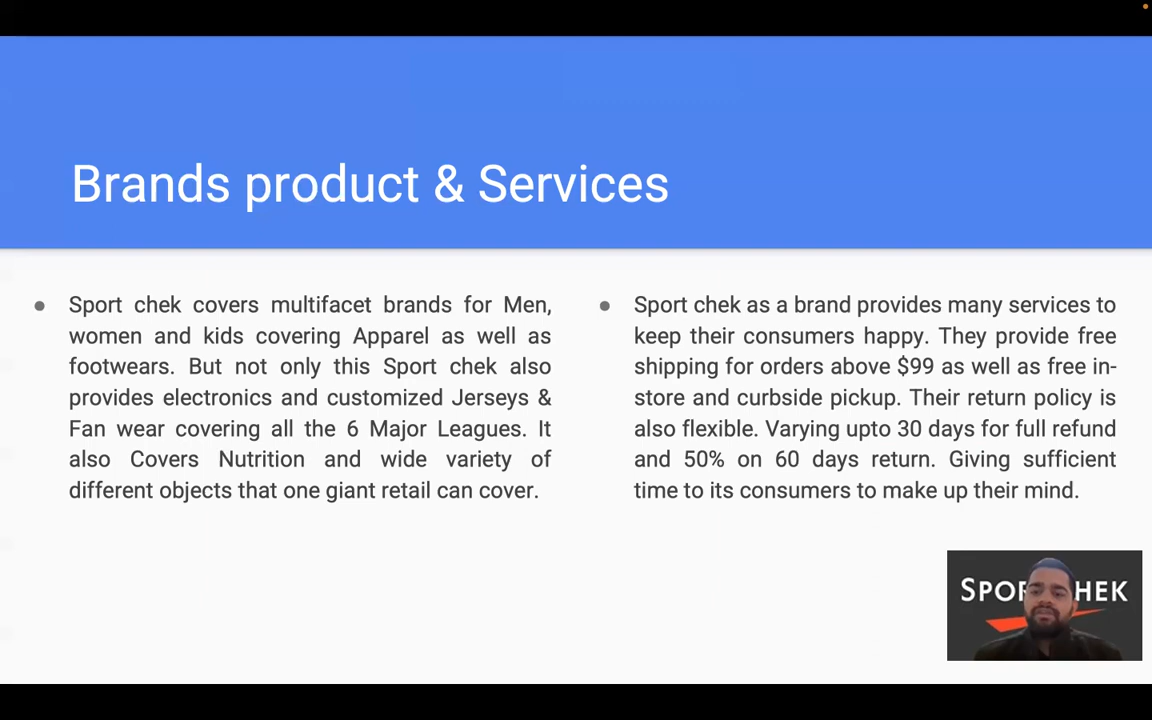 Brands product & Services
Sport chek covers multifacet brands for Men,
women and kids covering Apparel as well as
footwears. But not only this Sport chek also
provides electronics and customized Jerseys &
Fan wear covering all the 6 Major Leagues. It
also Covers Nutrition and wide variety of
different objects that one giant retail can cover.
Sport chek as a brand provides many services to
keep their consumers happy. They provide free
shipping for orders above $99 as well as free in-
store and curbside pickup. Their return policy is
also flexible. Varying upto 30 days for full refund
and 50% on 60 days return. Giving sufficient
time to its consumers to make up their mind.
SPO HEK